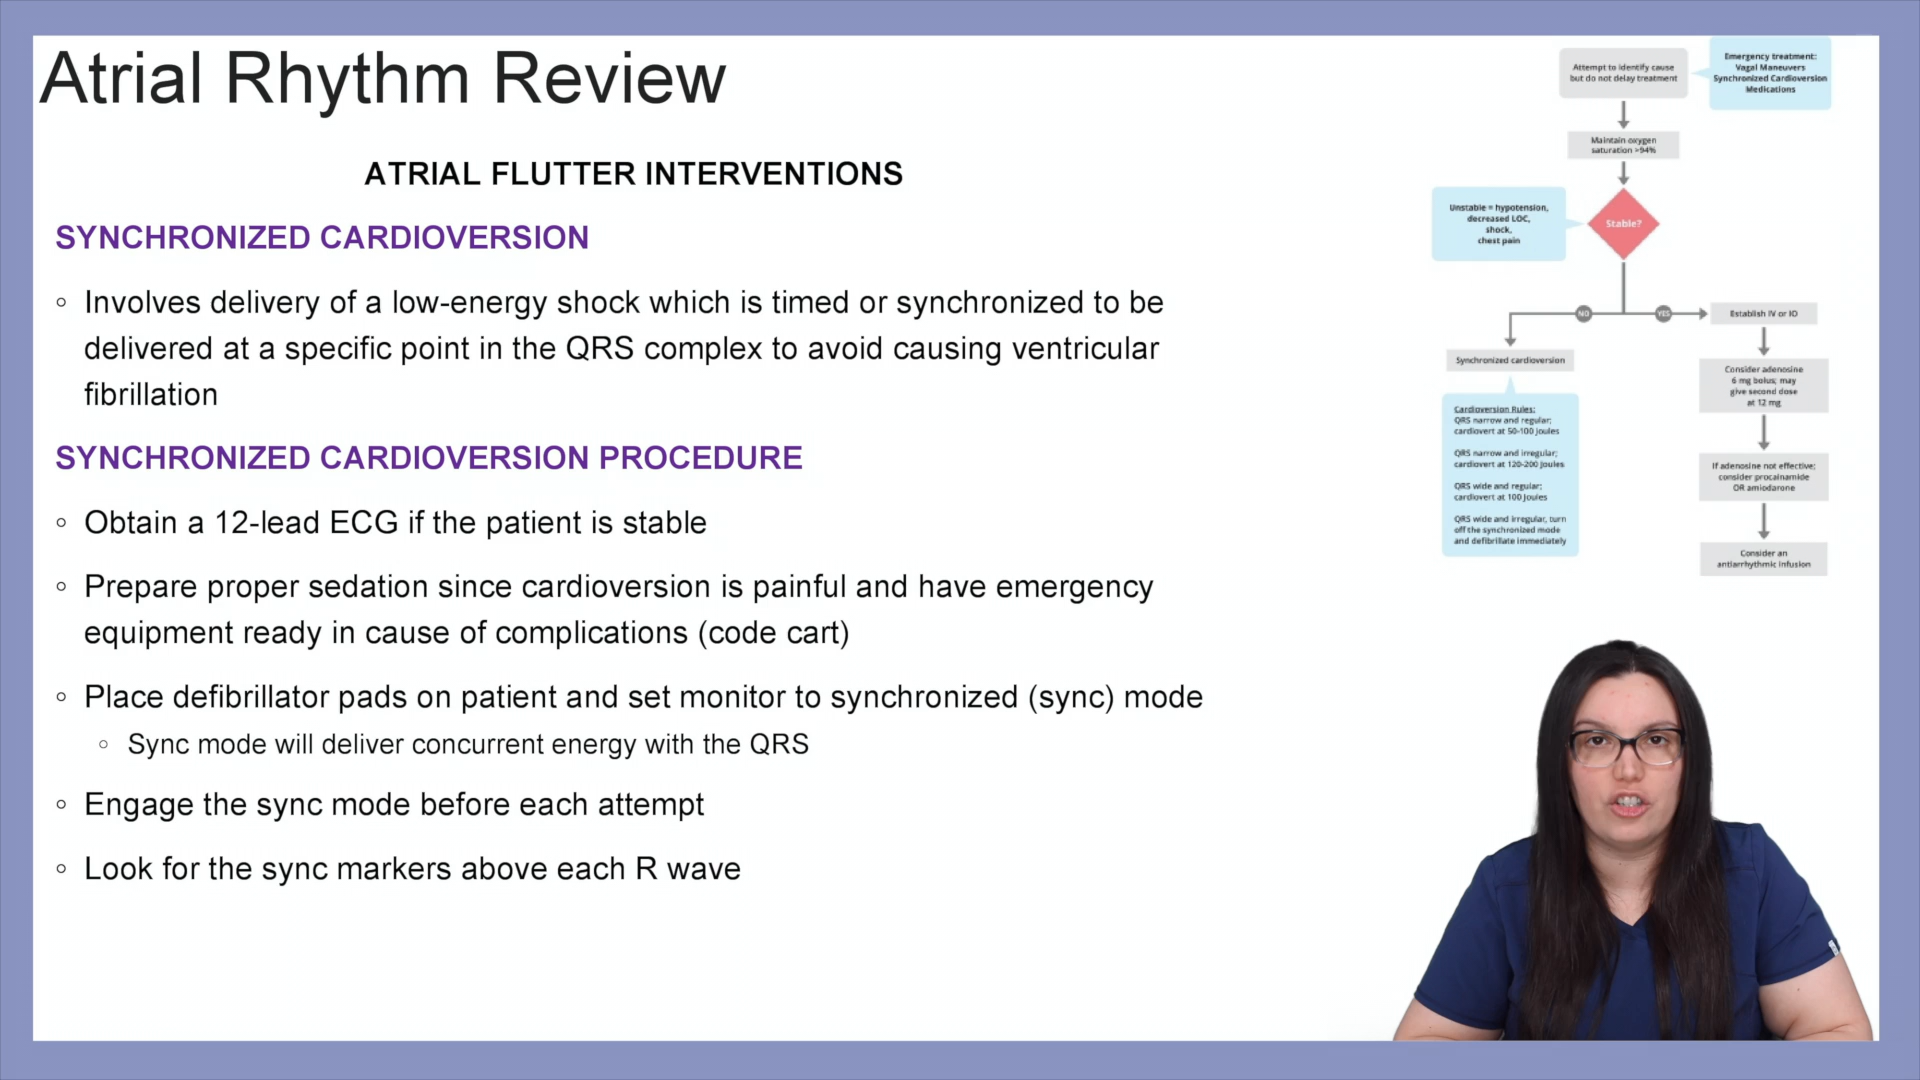 Atrial Rhythm Review
ATRIAL FLUTTER INTERVENTIONS
SYNCHRONIZED CARDIOVERSION
Involves delivery of a low-energy shock which is timed or synchronized to be
delivered at a specific point in the QRS complex to avoid causing ventricular
fibrillation
SYNCHRONIZED CARDIOVERSION PROCEDURE
Obtain a 12-lead ECG if the patient is stable
Prepare proper sedation since cardioversion is painful and have emergency
equipment ready in cause of complications (code cart)
Place defibrillator pads on patient and set monitor to synchronized (sync) mode
Sync mode will deliver concurrent energy with the QRS
Engage the sync mode before each attempt
Look for the sync markers above each R wave
Attempt to identify cause
but do not delay treatment
Emergency treatment:
Vagal Maneuvers
Synchronized Cardioversion
Medications
Maintain oxygen
saturation >94%
Unstable = hypotension,
decreased LOC,
shock,
chest pain
Stable?
NO
YES
Establish IV or IO
Synchronized cardioversion
Cardioversion Rules:
QRS narrow and regular;
cardiovert at 50-100 Joules
QRS narrow and irregular;
cardiovert at 120-200 Joules
QRS wide and regular;
cardiovert at 100 Joules
QRS wide and irregular, turn
off the synchronized mode
and defibrillate immediately
Consider adenosine
6 mg bolus; may
give second dose
at 12 mg
If adenosine not effective;
consider procainamide
OR amiodarone
Consider an
antiarrhythmic infusion